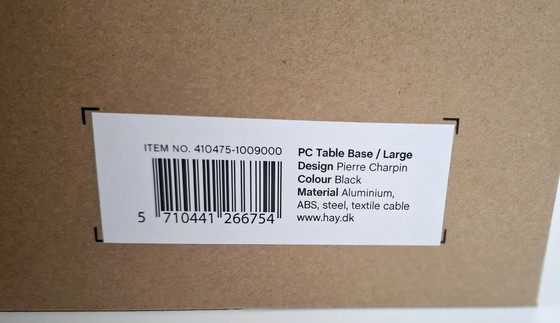 ITEM NO. 410475-1009000
5 710441 266754
PC Table Base / Large
Design Pierre Charpin
Colour Black
Material Aluminium,
ABS, steel, textile cable
www.hay.dk